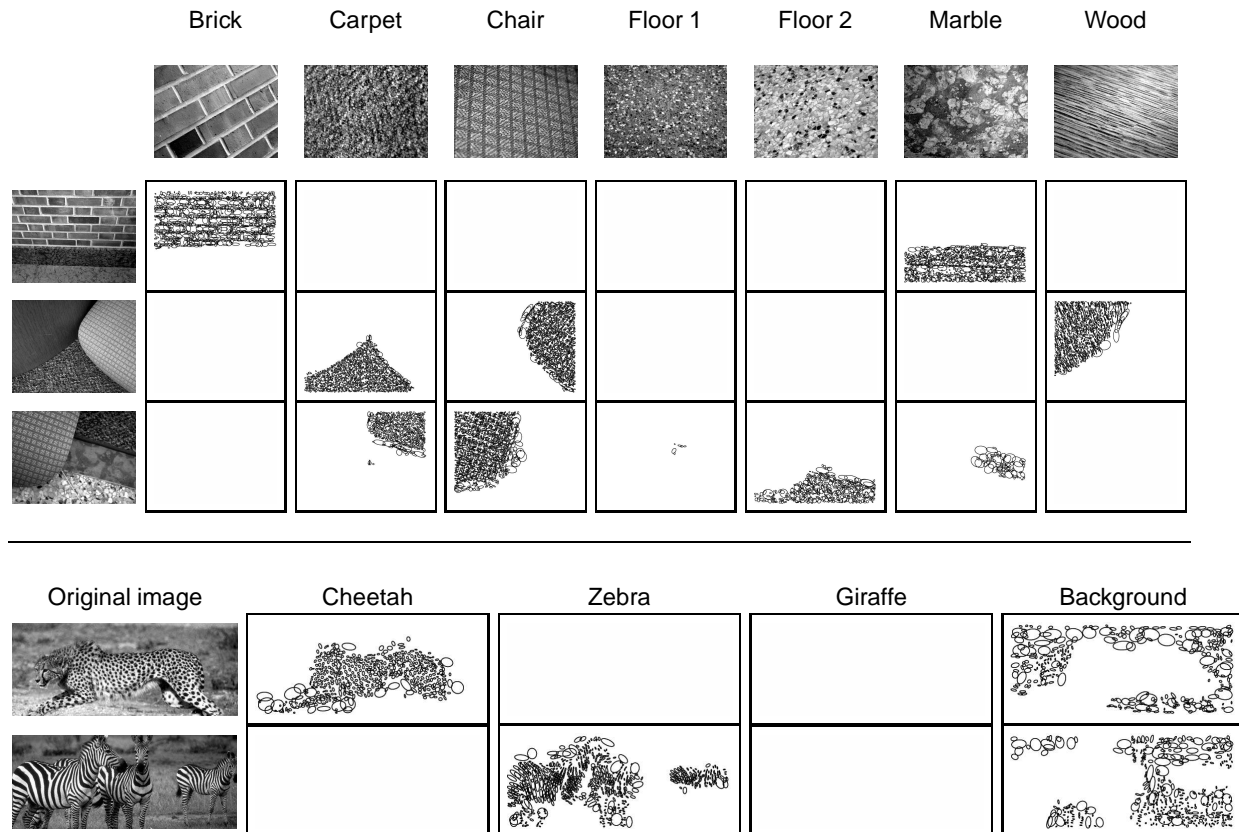 Brick Carpet Chair Floor 1 Floor 2 Marble Wood
Original image Cheetah Zebra Giraffe Background